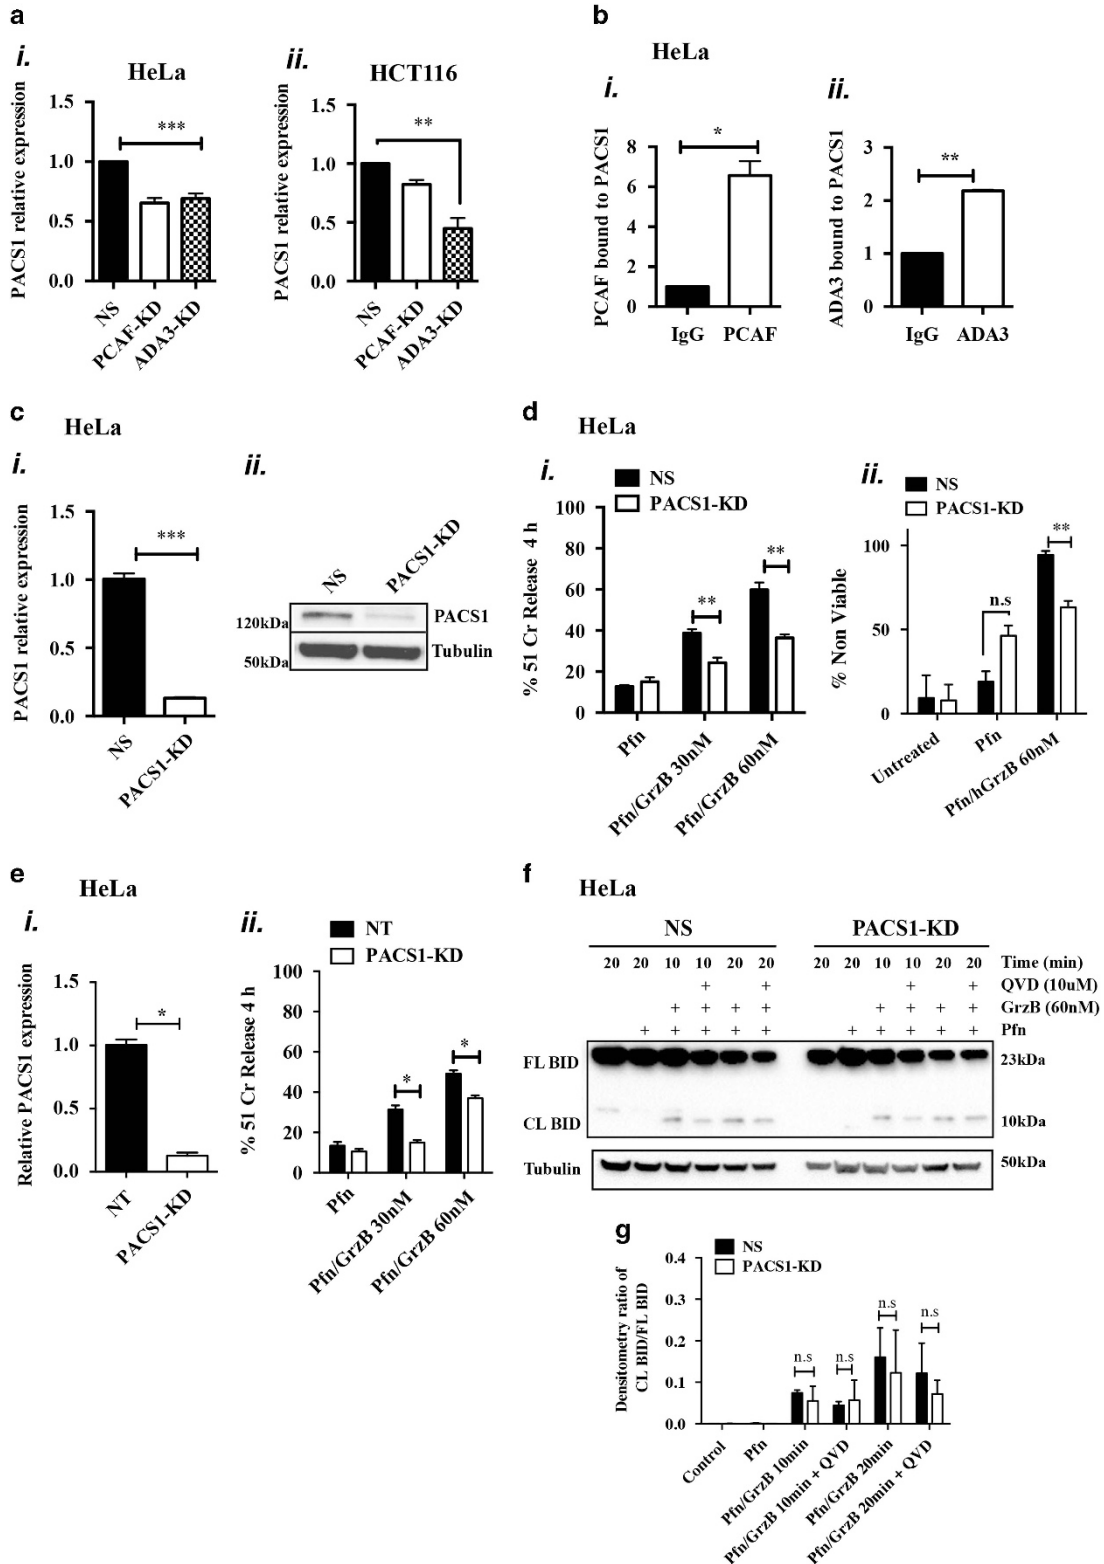 a
i.
HeLa
PACS1 relative expression
1.5
1.0
0.5
0.0
***
NS
PCAF-KD
ADA3-KD
ii.
HCT116
PACS1 relative expression
1.5
1.0
0.5
0.0
**
NS
PCAF-KD
ADA3-KD
b
HeLa
i.
PCAF bound to PACS1
8
6
4
2
0
*
IgG
PCAF
ii.
ADA3 bound to PACS1
3
2
1
0
**
IgG
ADA3
c
HeLa
i.
PACS1 relative expression
1.5
1.0
0.5
0.0
***
NS
PACS1-KD
ii.
NS
PACS1-KD
120kDa
PACS1
50kDa
Tubulin
d
HeLa
i.
NS
PACS1-KD
% 51 Cr Release 4 h
100
80
60
40
20
0
**
**
Pfn
Pfn/GrzB 30nM
Pfn/GrzB 60nM
ii.
NS
PACS1-KD
% Non Viable
100
50
0
n.s
**
Untreated
Pfn
Pfn/hGrzB 60nM
e
HeLa
i.
Relative PACS1 expression
1.5
1.0
0.5
0.0
*
NT
PACS1-KD
ii.
NT
PACS1-KD
% 51 Cr Release 4 h
100
80
60
40
20
0
*
*
Pfn
Pfn/GrzB 30nM
Pfn/GrzB 60nM
f
HeLa
NS
PACS1-KD
20 20 10 10 20 20 20 20 10 10 20 20 Time (min)
+ + + + QVD (10uM)
+ + + + + + + + GrzB (60nM)
+ + + + + + + + + + Pfn
FL BID
23kDa
CL BID
10kDa
Tubulin
50kDa
g
NS
PACS1-KD
Densitometry ratio of
CL BID/FL BID
0.4
0.3
0.2
0.1
0.0
n.s
n.s
n.s
n.s
Control
Pfn
Pfn/GrzB 10min
Pfn/GrzB 10min + QVD
Pfn/GrzB 20min
Pfn/GrzB 20min + QVD